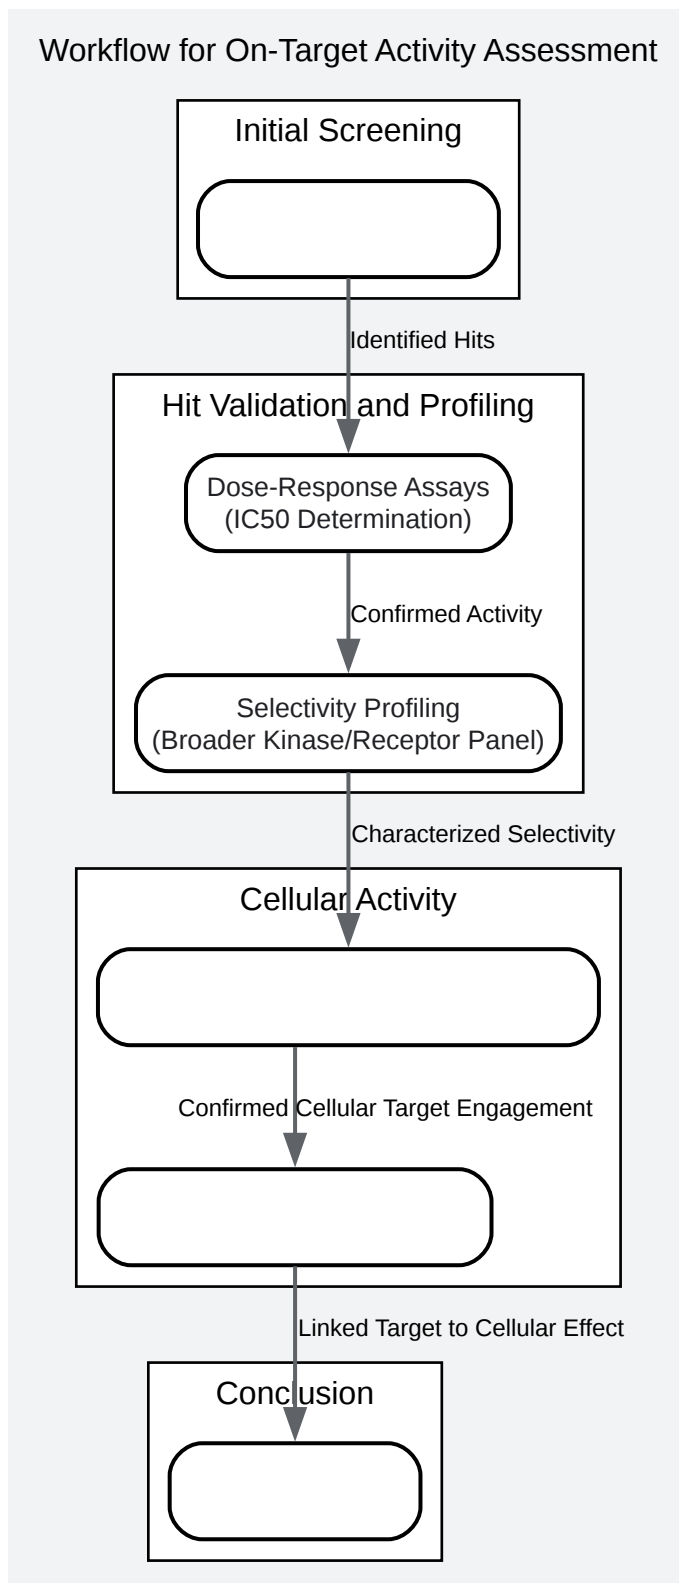 Workflow for On-Target Activity Assessment
Initial Screening
Identified Hits
Hit Validation and Profiling
Dose-Response Assays
(IC50 Determination)
Confirmed Activity
Selectivity Profiling
(Broader Kinase/Receptor Panel)
Characterized Selectivity
Cellular Activity
Confirmed Cellular Target Engagement
Linked Target to Cellular Effect
Conclusion